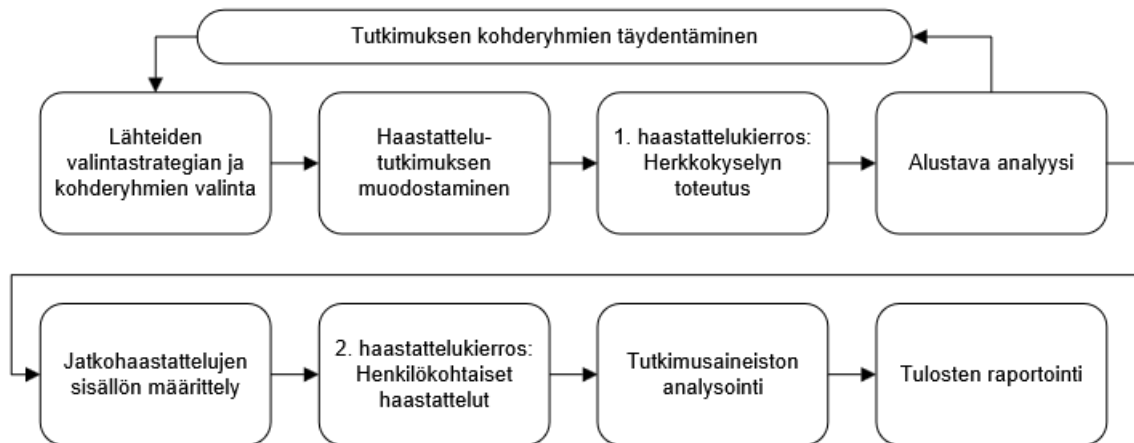 Tutkimuksen kohderyhmien täydentäminen
Lähteiden
valintastrategian ja
kohderyhmien valinta
Haastattelu-
tutkimuksen
muodostaminen
1. haastattelukierros:
Herkkokyselyn
toteutus
Alustava analyysi
Jatkohaastattelujen
sisällön määrittely
2. haastattelukierros:
Henkilökohtaiset
haastattelut
Tutkimusaineiston
analysointi
Tulosten raportointi